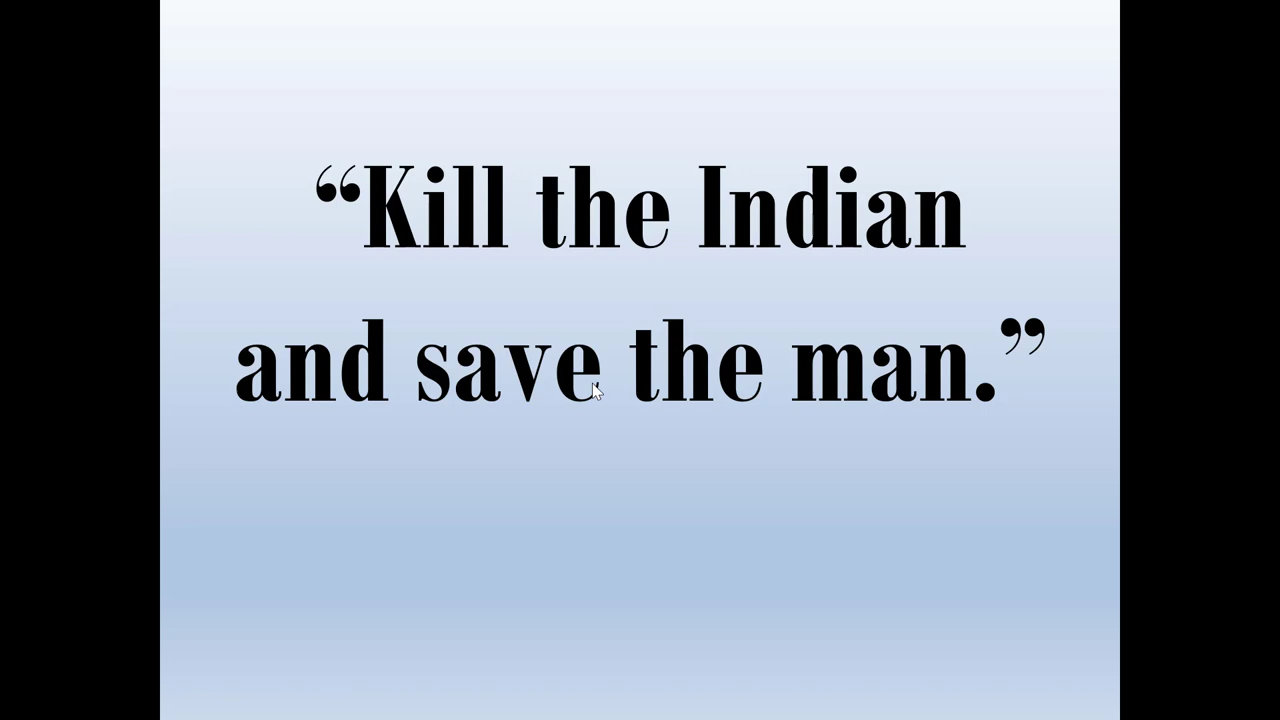 “Kill the Indian
and save the man.”